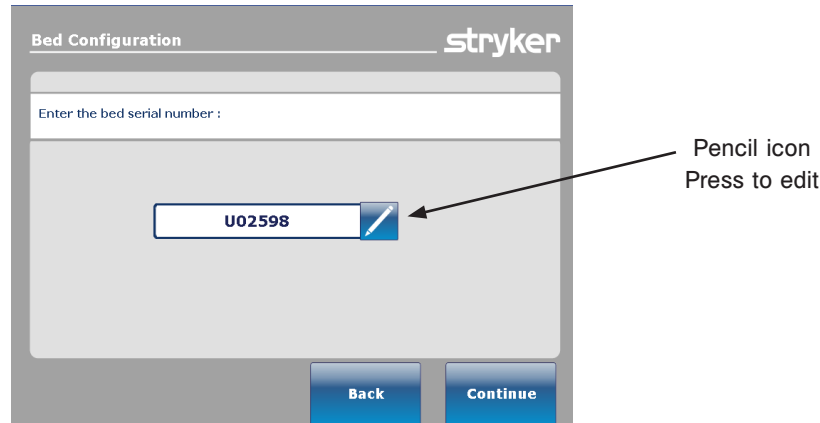 Bed Configuration
stryker
Enter the bed serial number :
Pencil icon
Press to edit
U02598
Back
Continue